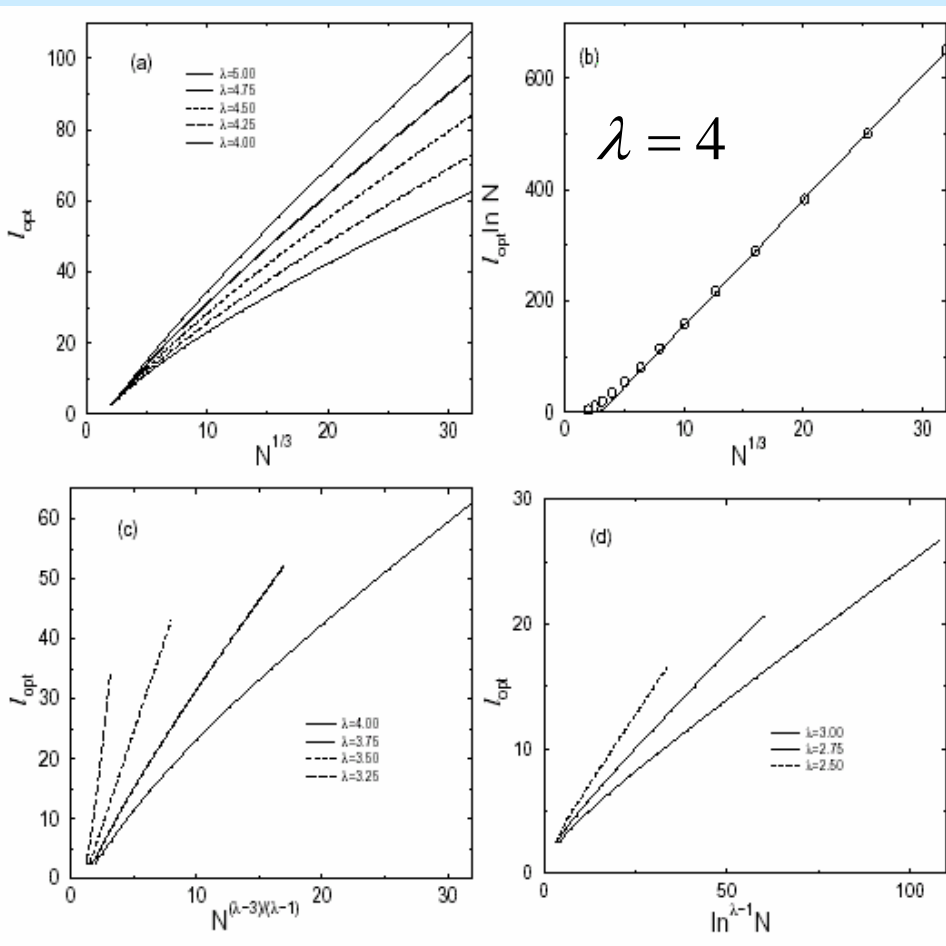 (a)
λ=5.00
λ=4.75
λ=4.50
λ=4.25
λ=4.00
100
80
60
40
20
0
l_opt
0 10 20 30
N^1/3
(b)
λ = 4
600
400
200
0
l_opt ln N
0 10 20 30
N^1/3
(c)
60
50
40
30
20
10
0
l_opt
λ=4.00
λ=3.75
λ=3.50
λ=3.25
0 10 20 30
N^(λ−3)/(λ−1)
(d)
30
20
10
0
l_opt
λ=3.00
λ=2.75
λ=2.50
0 50 100
ln^λ−1 N